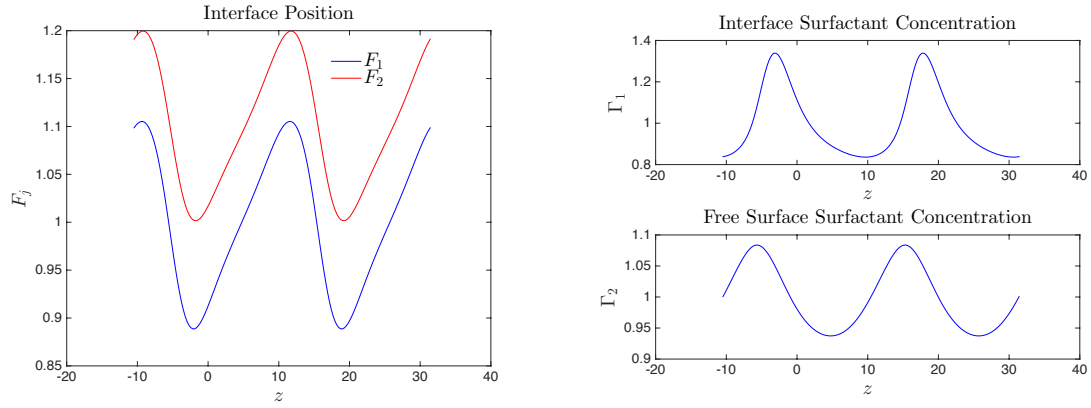 Interface Position
1.2
1.15
1.1
1.05
1
0.95
0.9
0.85
F_j
F_1
F_2
-20 -10 0 10 20 30 40
z
Interface Surfactant Concentration
1.4
1.2
1
0.8
Γ_1
-20 -10 0 10 20 30 40
z
Free Surface Surfactant Concentration
1.1
1.05
1
0.95
0.9
Γ_2
-20 -10 0 10 20 30 40
z